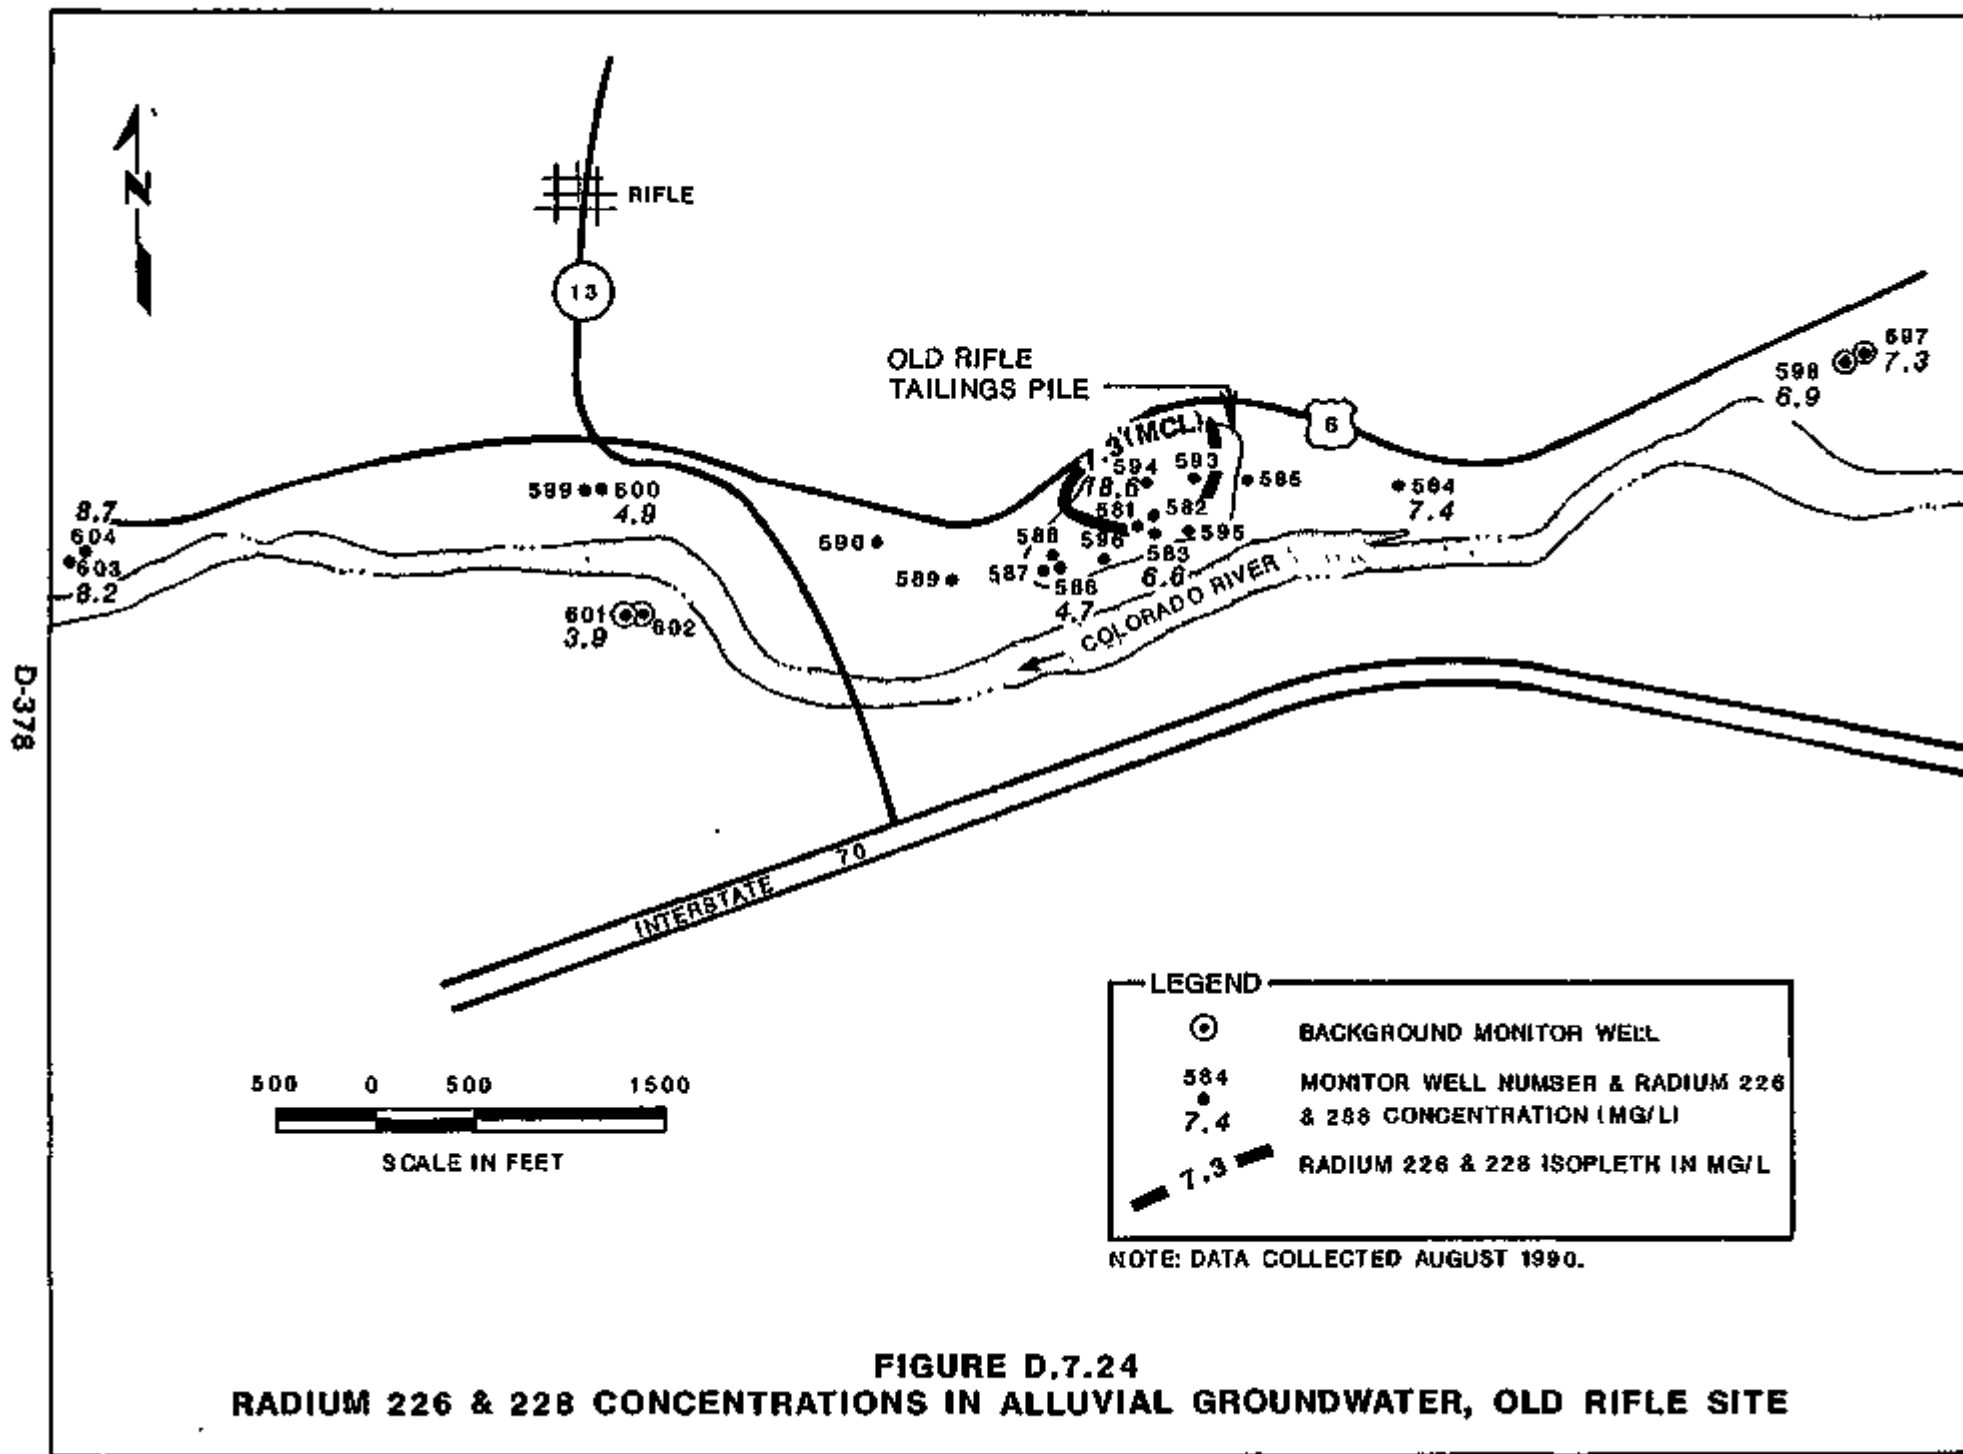 N
RIFLE
13
OLD RIFLE
TAILINGS PILE
6
597
7.3
598
6.9
(MCL)
594
18.6
593
585
584
7.4
581
582
595
596
583
6.6
588
587
586
4.7
590
589
599
600
4.9
8.7
604
603
8.2
601
3.9
602
COLORADO RIVER
D-378
70
INTERSTATE
500 0 500 1500
SCALE IN FEET
LEGEND
BACKGROUND MONITOR WELL
584
7.4
MONITOR WELL NUMBER & RADIUM 226
& 288 CONCENTRATION (MG/L)
7.3
RADIUM 226 & 228 ISOPLETH IN MG/L
NOTE: DATA COLLECTED AUGUST 1990.
FIGURE D.7.24
RADIUM 226 & 228 CONCENTRATIONS IN ALLUVIAL GROUNDWATER, OLD RIFLE SITE